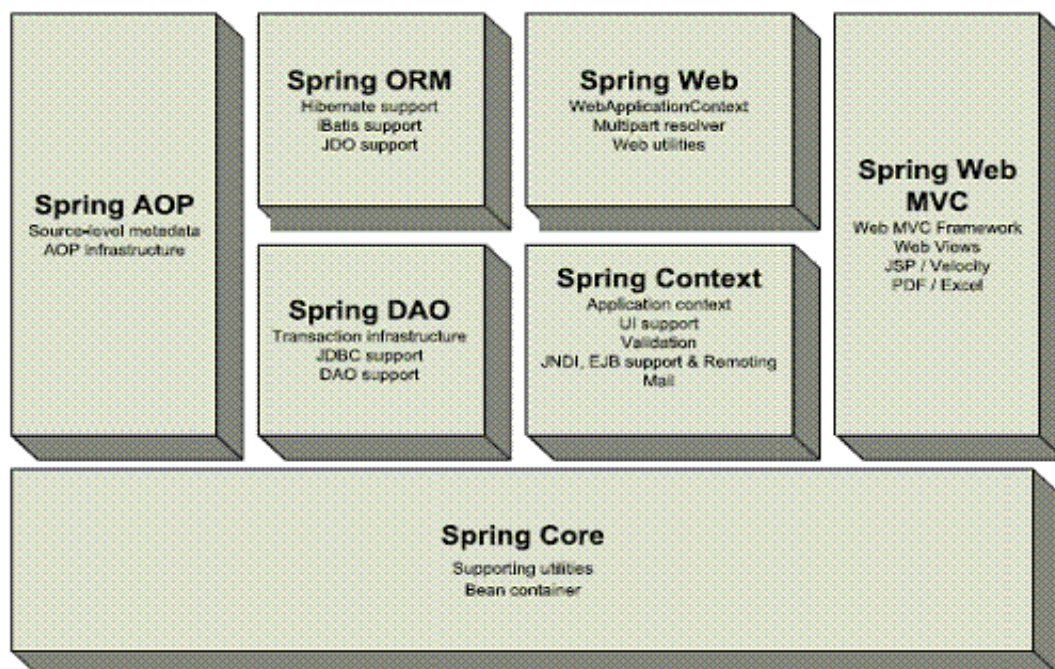 Spring AOP
Source-level metadata
AOP infrastructure
Spring ORM
Hibernate support
iBatis support
JDO support
Spring Web
WebApplicationContext
Multipart resolver
Web utilities
Spring Web
MVC
Web MVC Framework
Web Views
JSP / Velocity
PDF / Excel
Spring DAO
Transaction infrastructure
JDBC support
DAO support
Spring Context
Application context
UI support
Validation
JNDI, EJB support & Remoting
Mail
Spring Core
Supporting utilities
Bean container